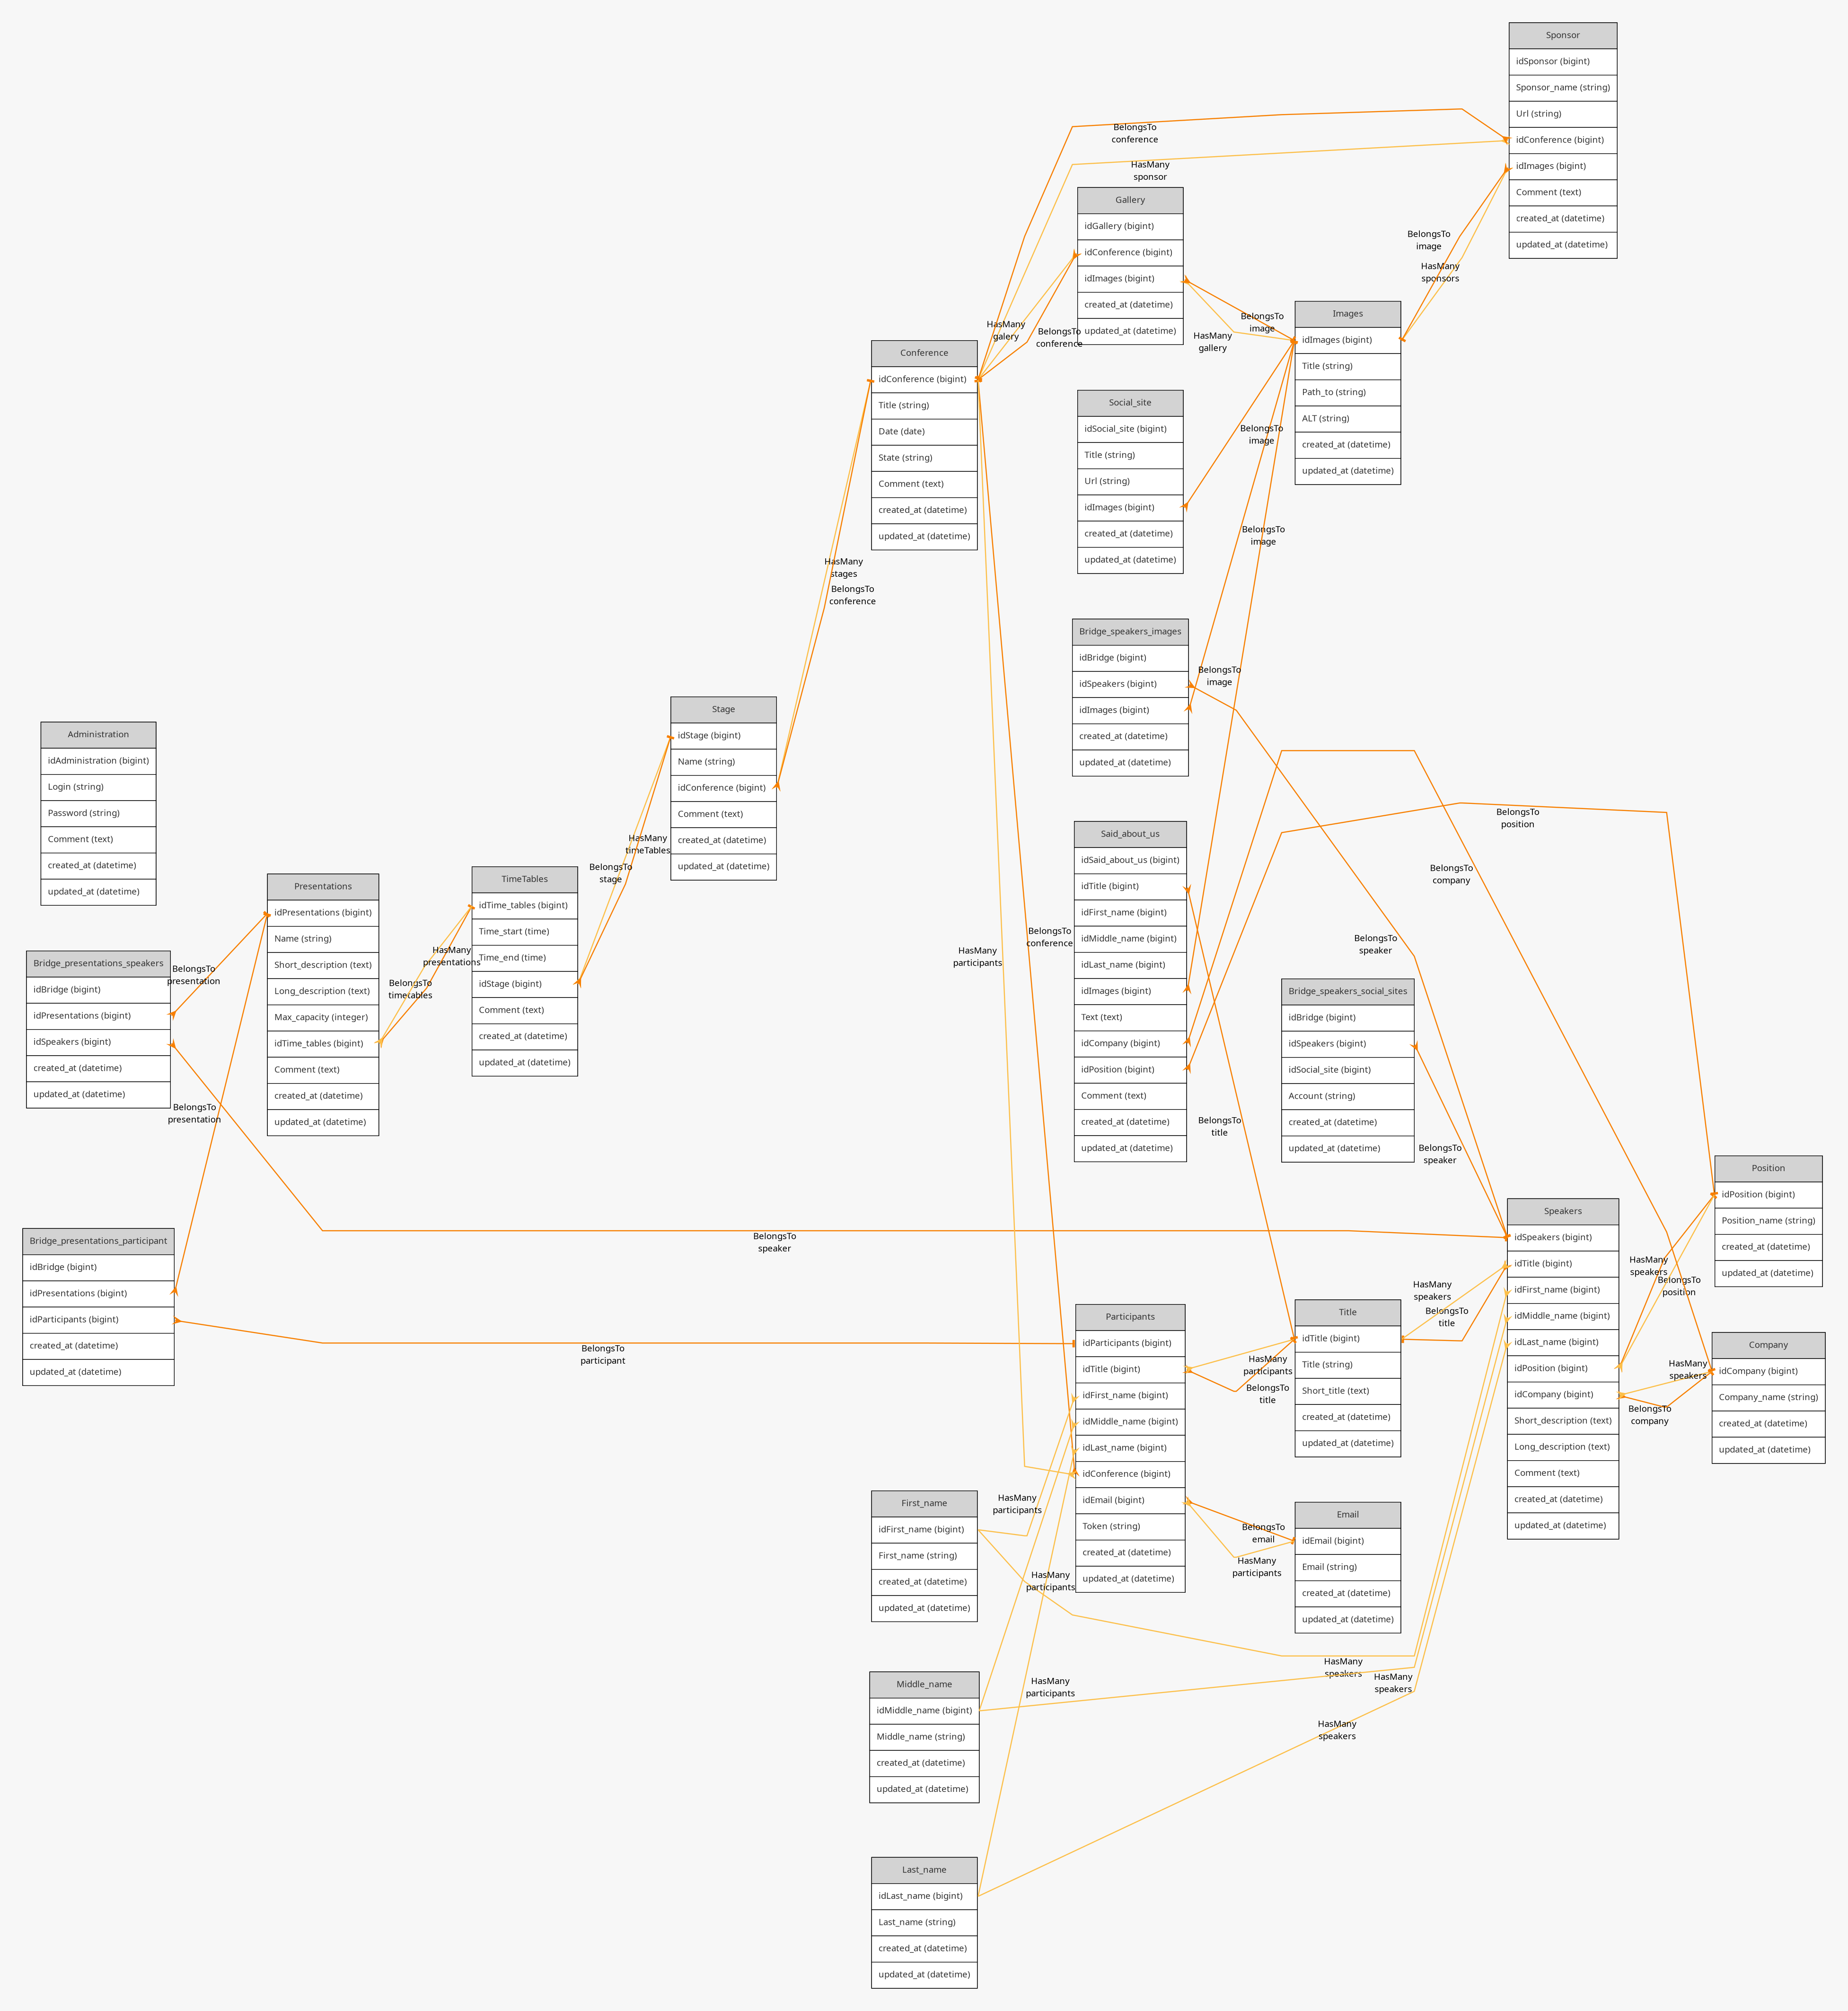 Sponsor
idSponsor (bigint)
Sponsor_name (string)
Url (string)
idConference (bigint)
idImages (bigint)
Comment (text)
created_at (datetime)
updated_at (datetime)
BelongsTo
conference
HasMany
sponsor
Gallery
idGallery (bigint)
idConference (bigint)
idImages (bigint)
created_at (datetime)
updated_at (datetime)
BelongsTo
image
HasMany
sponsors
HasMany
galery
BelongsTo
conference
BelongsTo
image
HasMany
gallery
Images
idImages (bigint)
Title (string)
Path_to (string)
ALT (string)
created_at (datetime)
updated_at (datetime)
Conference
idConference (bigint)
Title (string)
Date (date)
State (string)
Comment (text)
created_at (datetime)
updated_at (datetime)
Social_site
idSocial_site (bigint)
Title (string)
Url (string)
idImages (bigint)
created_at (datetime)
updated_at (datetime)
BelongsTo
image
BelongsTo
image
HasMany
stages
BelongsTo
conference
Bridge_speakers_images
idBridge (bigint)
idSpeakers (bigint)
idImages (bigint)
created_at (datetime)
updated_at (datetime)
BelongsTo
image
Stage
idStage (bigint)
Name (string)
idConference (bigint)
Comment (text)
created_at (datetime)
updated_at (datetime)
Administration
idAdministration (bigint)
Login (string)
Password (string)
Comment (text)
created_at (datetime)
updated_at (datetime)
Said_about_us
idSaid_about_us (bigint)
idTitle (bigint)
idFirst_name (bigint)
idMiddle_name (bigint)
idLast_name (bigint)
idImages (bigint)
Text (text)
idCompany (bigint)
idPosition (bigint)
Comment (text)
created_at (datetime)
updated_at (datetime)
BelongsTo
position
BelongsTo
company
HasMany
timeTables
BelongsTo
stage
TimeTables
idTime_tables (bigint)
Time_start (time)
Time_end (time)
idStage (bigint)
Comment (text)
created_at (datetime)
updated_at (datetime)
Presentations
idPresentations (bigint)
Name (string)
Short_description (text)
Long_description (text)
Max_capacity (integer)
idTime_tables (bigint)
Comment (text)
created_at (datetime)
updated_at (datetime)
HasMany
presentations
BelongsTo
timetables
BelongsTo
presentation
Bridge_presentations_speakers
idBridge (bigint)
idPresentations (bigint)
idSpeakers (bigint)
created_at (datetime)
updated_at (datetime)
BelongsTo
presentation
BelongsTo
conference
HasMany
participants
BelongsTo
speaker
Bridge_speakers_social_sites
idBridge (bigint)
idSpeakers (bigint)
idSocial_site (bigint)
Account (string)
created_at (datetime)
updated_at (datetime)
BelongsTo
title
BelongsTo
speaker
Position
idPosition (bigint)
Position_name (string)
created_at (datetime)
updated_at (datetime)
Speakers
idSpeakers (bigint)
idTitle (bigint)
idFirst_name (bigint)
idMiddle_name (bigint)
idLast_name (bigint)
idPosition (bigint)
idCompany (bigint)
Short_description (text)
Long_description (text)
Comment (text)
created_at (datetime)
updated_at (datetime)
Bridge_presentations_participant
idBridge (bigint)
idPresentations (bigint)
idParticipants (bigint)
created_at (datetime)
updated_at (datetime)
BelongsTo
speaker
BelongsTo
participant
HasMany
speakers
BelongsTo
position
HasMany
speakers
BelongsTo
title
Participants
idParticipants (bigint)
idTitle (bigint)
idFirst_name (bigint)
idMiddle_name (bigint)
idLast_name (bigint)
idConference (bigint)
idEmail (bigint)
Token (string)
created_at (datetime)
updated_at (datetime)
HasMany
participants
BelongsTo
title
Title
idTitle (bigint)
Title (string)
Short_title (text)
created_at (datetime)
updated_at (datetime)
Company
idCompany (bigint)
Company_name (string)
created_at (datetime)
updated_at (datetime)
HasMany
speakers
BelongsTo
company
First_name
idFirst_name (bigint)
First_name (string)
created_at (datetime)
updated_at (datetime)
HasMany
participants
Email
idEmail (bigint)
Email (string)
created_at (datetime)
updated_at (datetime)
BelongsTo
email
HasMany
participants
HasMany
participants
HasMany
speakers
HasMany
speakers
Middle_name
idMiddle_name (bigint)
Middle_name (string)
created_at (datetime)
updated_at (datetime)
HasMany
participants
HasMany
speakers
Last_name
idLast_name (bigint)
Last_name (string)
created_at (datetime)
updated_at (datetime)